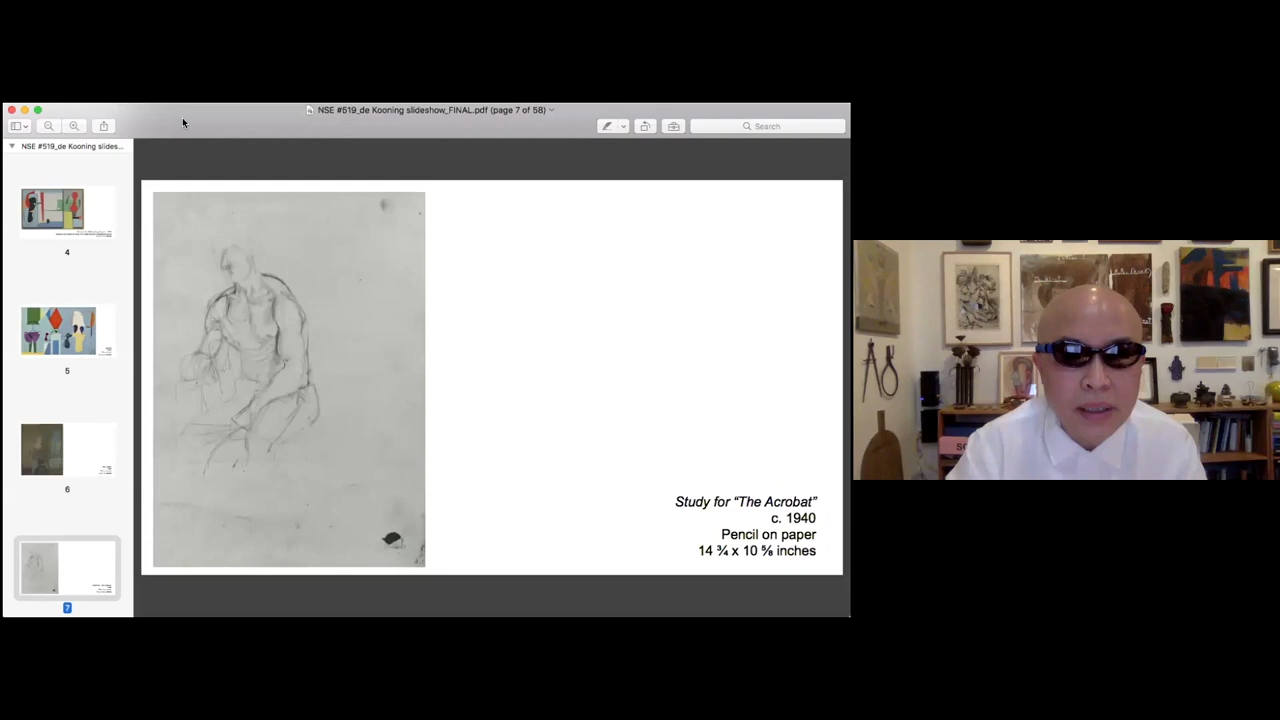 NSE #519_de Kooning slideshow_FINAL.pdf (page 7 of 58)
Search
NSE #519_de Kooning slides...
4
5
6
7
Study for “The Acrobat”
c. 1940
Pencil on paper
14 ¾ x 10 ⅝ inches